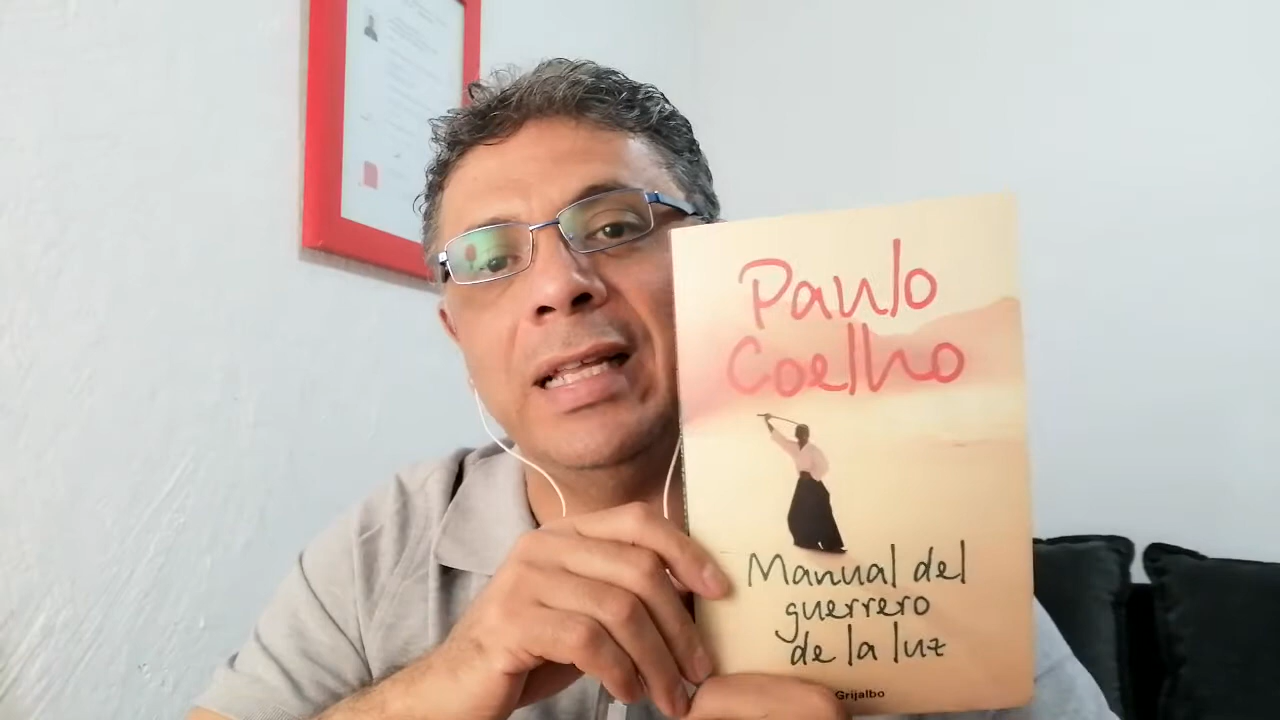 Paulo
Coelho
Manual del
guerrero
de la luz
Grijalbo